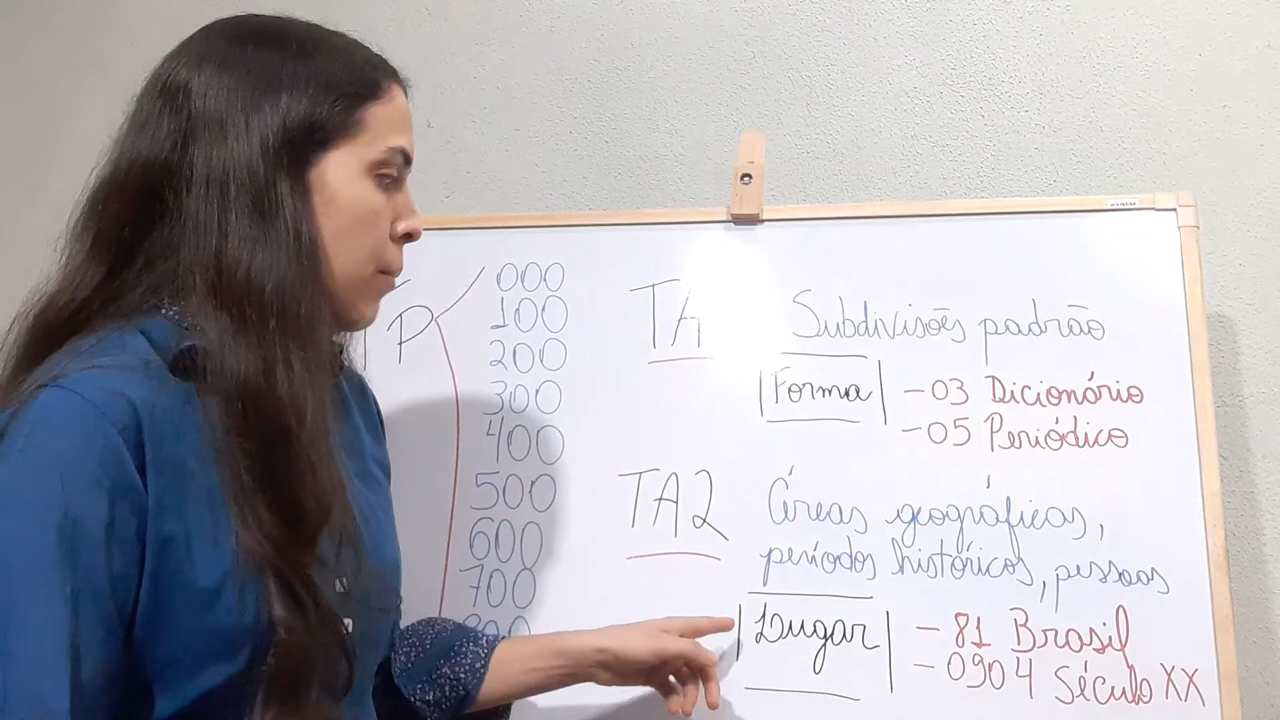 P
000
100
200
300
400
500
600
700
TA
Subdivisões padrão
Forma
-03 Dicionário
-05 Periódico
TA2
Áreas geográficas,
períodos históricos, pessoas
Lugar
-81 Brasil
-0904 Século XX